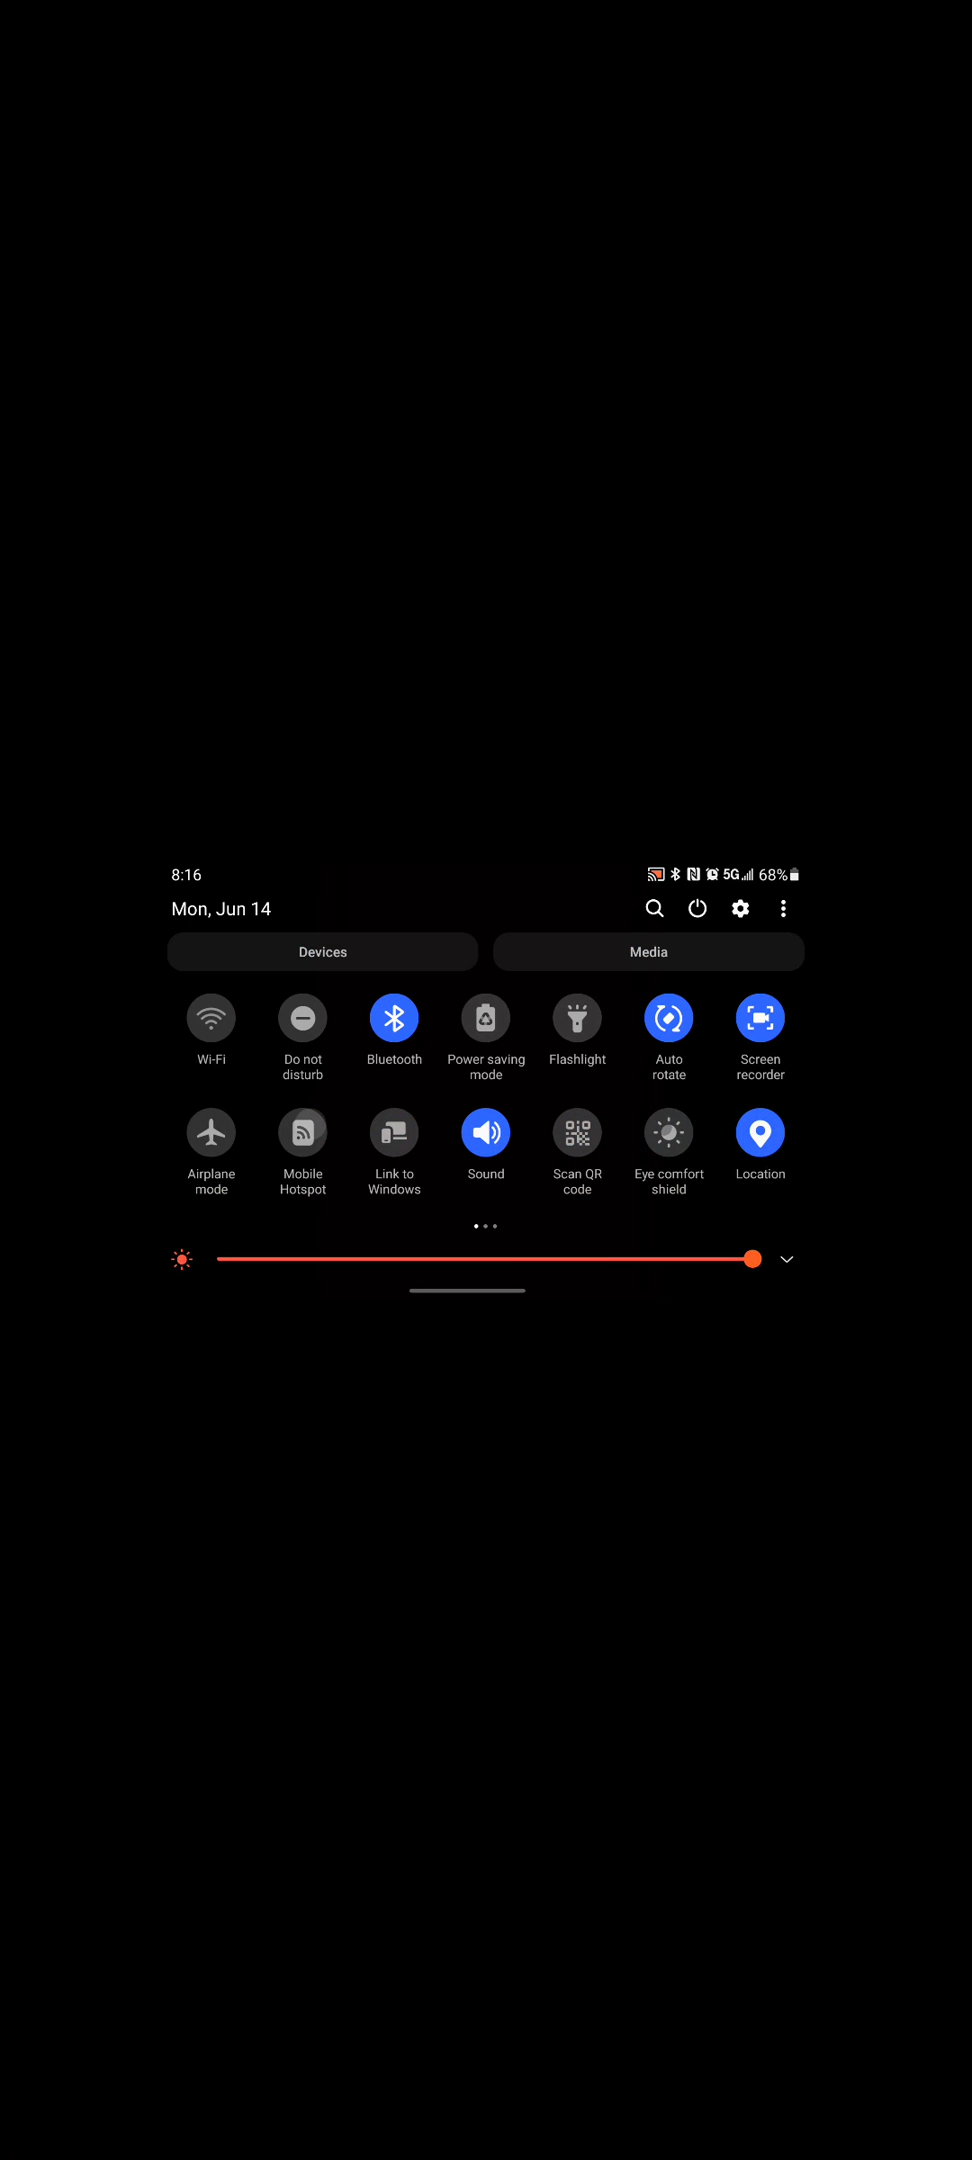 8:16 5G 68%
Mon, Jun 14
Devices Media
Wi-Fi Do not Bluetooth Power saving Flashlight Auto Screen
disturb mode rotate recorder
Airplane Mobile Link to Sound Scan QR Eye comfort Location
mode Hotspot Windows code shield